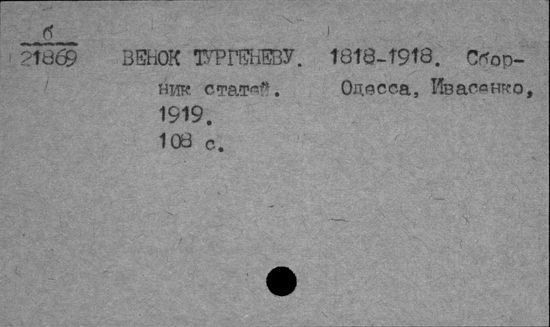 б
21869
ВЕНОК ТУРГЕНЕВУ. 1818-1918. Сбор-
ник статей. Одесса, Ивасенко,
1919.
108 с.